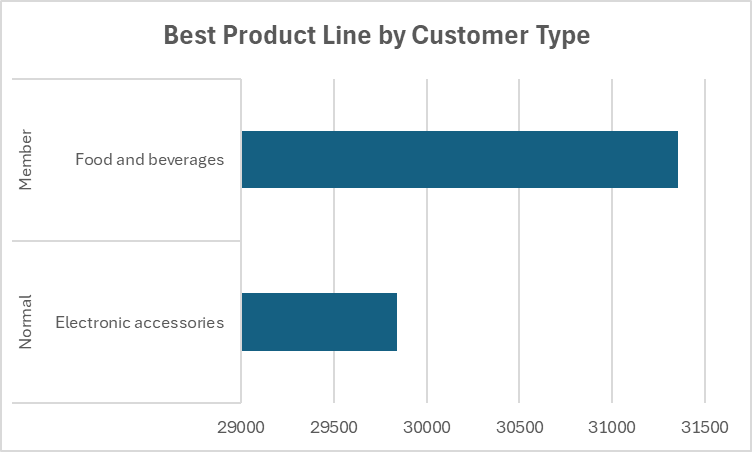 Best Product Line by Customer Type
Member
Food and beverages
Normal
Electronic accessories
29000 29500 30000 30500 31000 31500